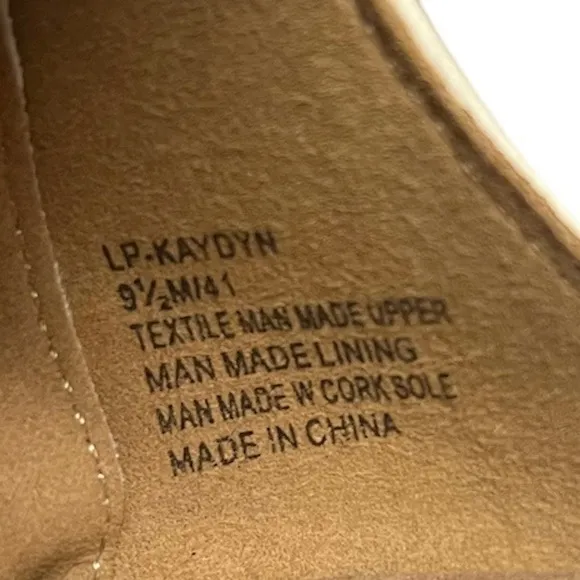 LP-KAYDYN
9½M/41
TEXTILE MAN MADE UPPER
MAN MADE LINING
MAN MADE W CORK SOLE
MADE IN CHINA